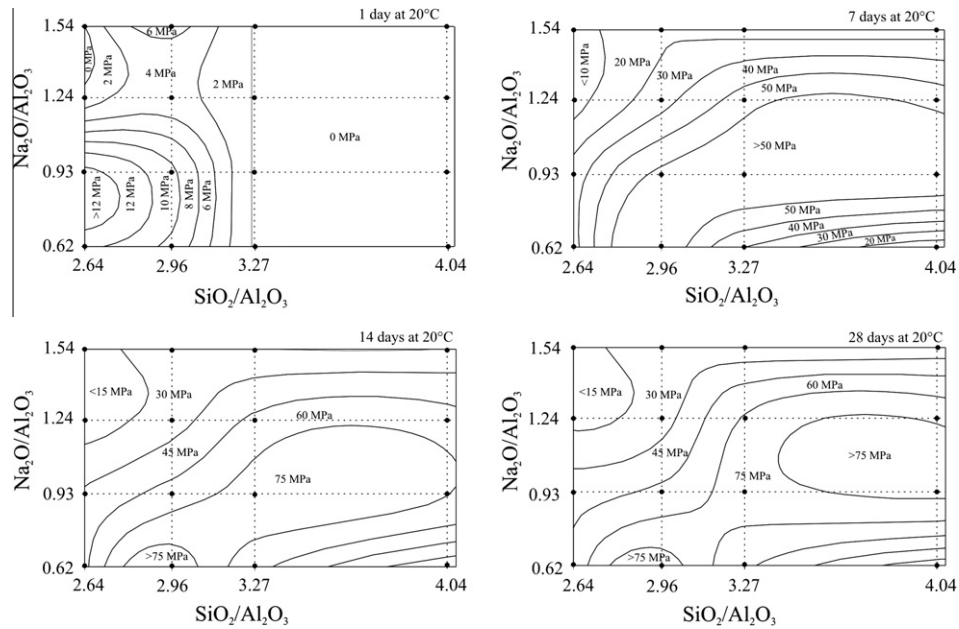 1 day at 20°C
1.54
1.24
0.93
0.62
Na₂O/Al₂O₃
6 MPa
0 MPa
2 MPa
4 MPa
2 MPa
0 MPa
>12 MPa
12 MPa
10 MPa
8 MPa
6 MPa
2.64 2.96 3.27 4.04
SiO₂/Al₂O₃
7 days at 20°C
1.54
1.24
0.93
0.62
Na₂O/Al₂O₃
<10 MPa
20 MPa
30 MPa
40 MPa
50 MPa
>50 MPa
50 MPa
40 MPa
30 MPa
20 MPa
2.64 2.96 3.27 4.04
SiO₂/Al₂O₃
14 days at 20°C
1.54
1.24
0.93
0.62
Na₂O/Al₂O₃
<15 MPa
30 MPa
60 MPa
45 MPa
75 MPa
>75 MPa
2.64 2.96 3.27 4.04
SiO₂/Al₂O₃
28 days at 20°C
1.54
1.24
0.93
0.62
Na₂O/Al₂O₃
<15 MPa
30 MPa
60 MPa
45 MPa
75 MPa
>75 MPa
>75 MPa
2.64 2.96 3.27 4.04
SiO₂/Al₂O₃